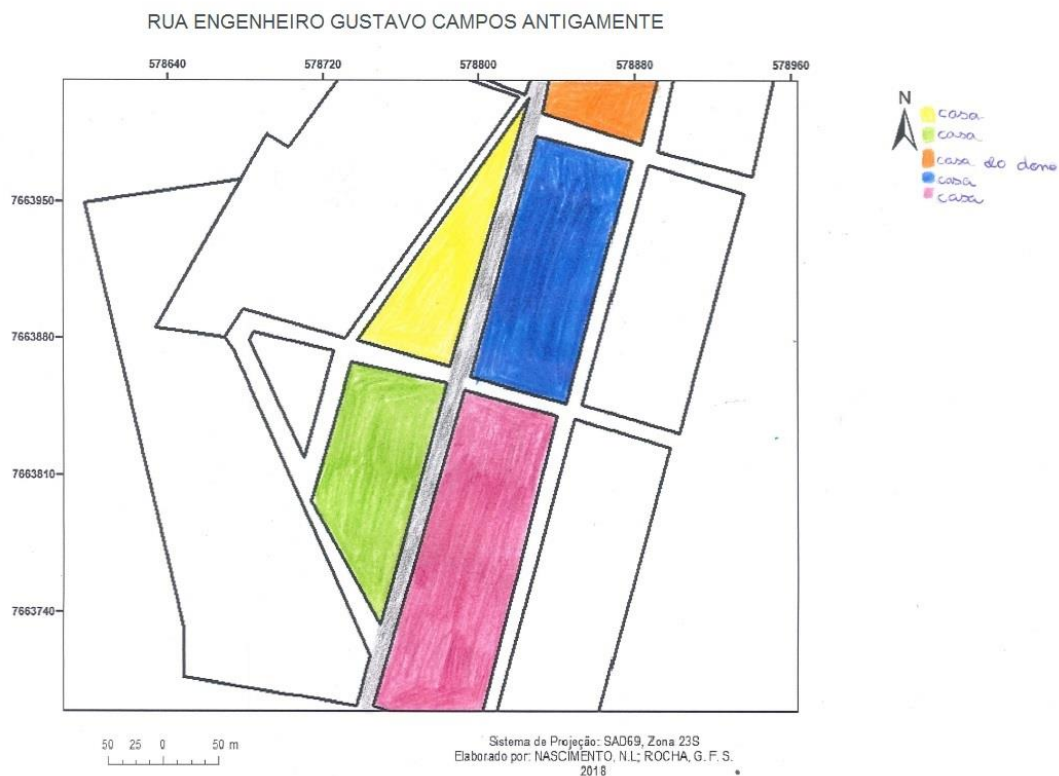 RUA ENGENHEIRO GUSTAVO CAMPOS ANTIGAMENTE
578640 578720 578800 578880 578960
N
casa
casa
casa do dono
casa
casa
7663950
7663880
7663810
7663740
50 25 0 50 m
Sistema de Projeção: SAD69, Zona 23S
Elaborado por: NASCIMENTO, N.L; ROCHA, G. F. S.
2018